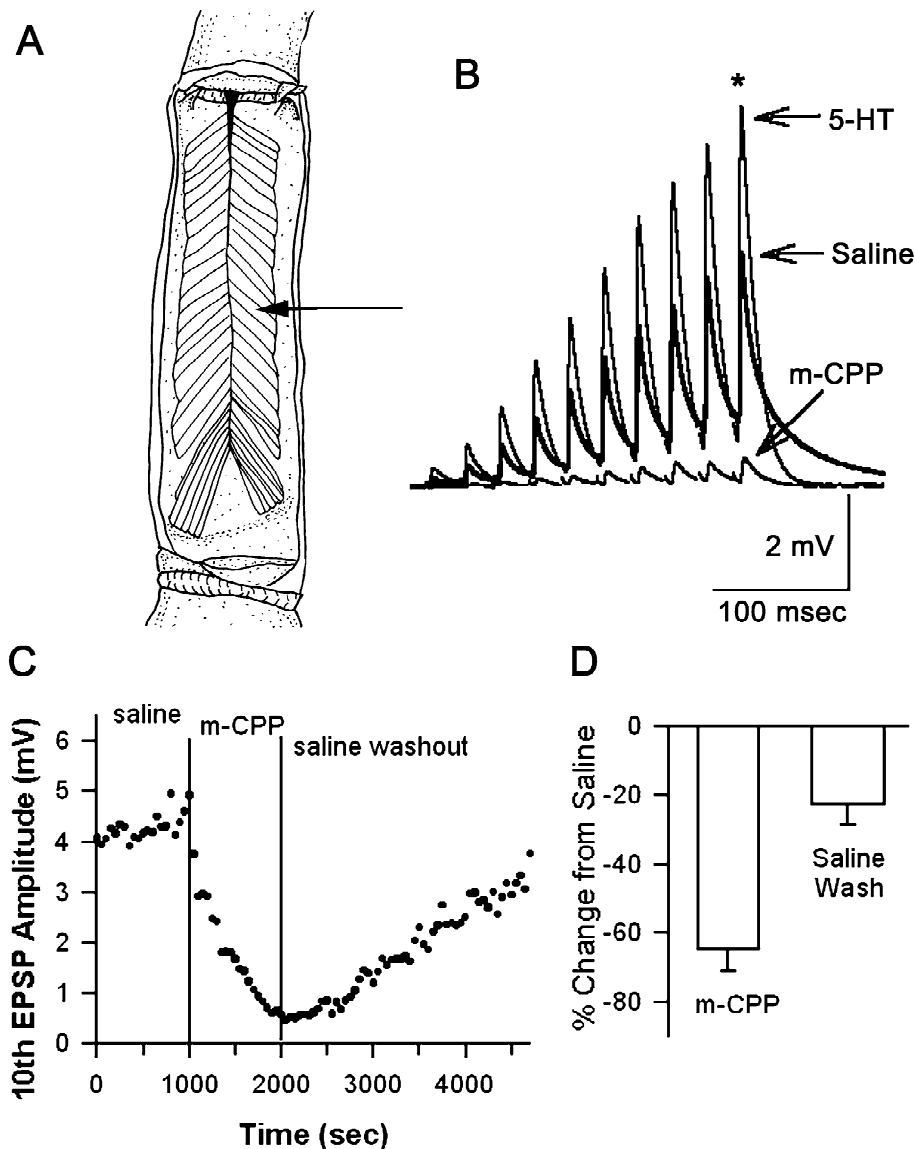 A
B
*
5-HT
Saline
m-CPP
2 mV
100 msec
C
10th EPSP Amplitude (mV)
6
5
4
3
2
1
0
saline
m-CPP
saline washout
0
1000
2000
3000
4000
Time (sec)
D
% Change from Saline
0
-20
-40
-60
-80
m-CPP
Saline
Wash